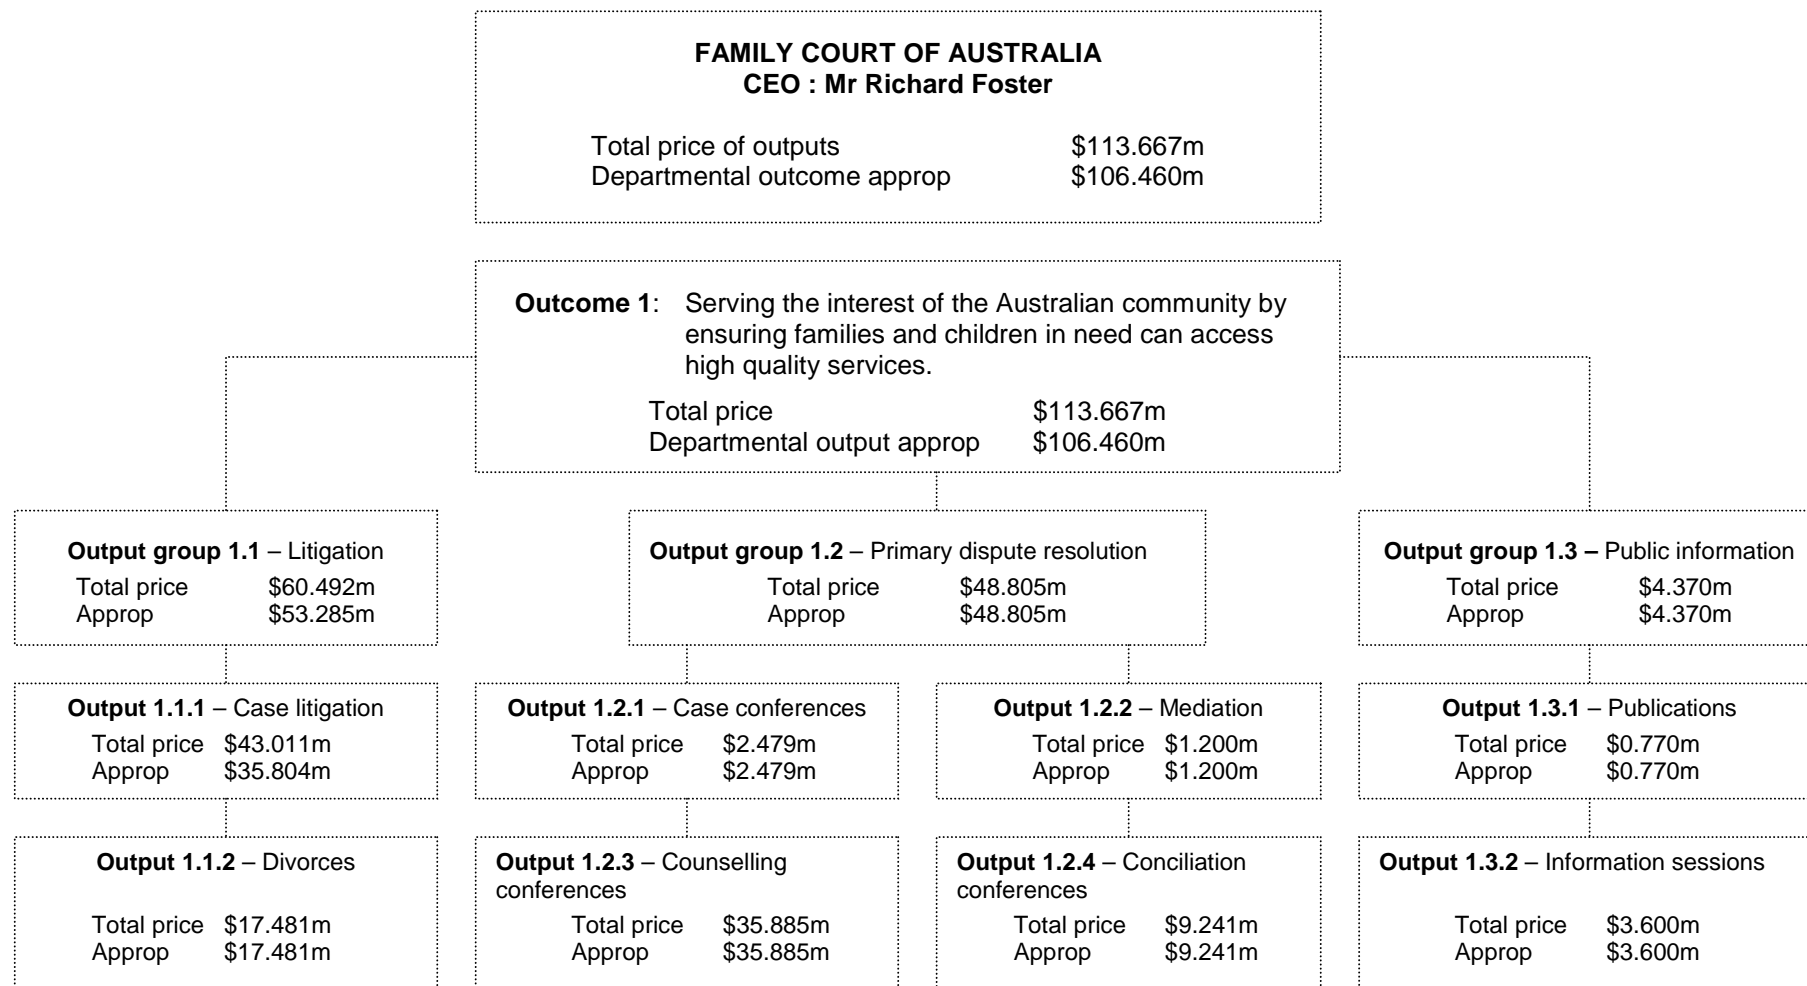 FAMILY COURT OF AUSTRALIA
CEO : Mr Richard Foster
Total price of outputs $113.667m
Departmental outcome approp $106.460m
Outcome 1: Serving the interest of the Australian community by
ensuring families and children in need can access
high quality services.
Total price $113.667m
Departmental output approp $106.460m
Output group 1.1 – Litigation
Total price $60.492m
Approp $53.285m
Output group 1.2 – Primary dispute resolution
Total price $48.805m
Approp $48.805m
Output group 1.3 – Public information
Total price $4.370m
Approp $4.370m
Output 1.1.1 – Case litigation
Total price $43.011m
Approp $35.804m
Output 1.2.1 – Case conferences
Total price $2.479m
Approp $2.479m
Output 1.2.2 – Mediation
Total price $1.200m
Approp $1.200m
Output 1.3.1 – Publications
Total price $0.770m
Approp $0.770m
Output 1.1.2 – Divorces
Total price $17.481m
Approp $17.481m
Output 1.2.3 – Counselling
conferences
Total price $35.885m
Approp $35.885m
Output 1.2.4 – Conciliation
conferences
Total price $9.241m
Approp $9.241m
Output 1.3.2 – Information sessions
Total price $3.600m
Approp $3.600m